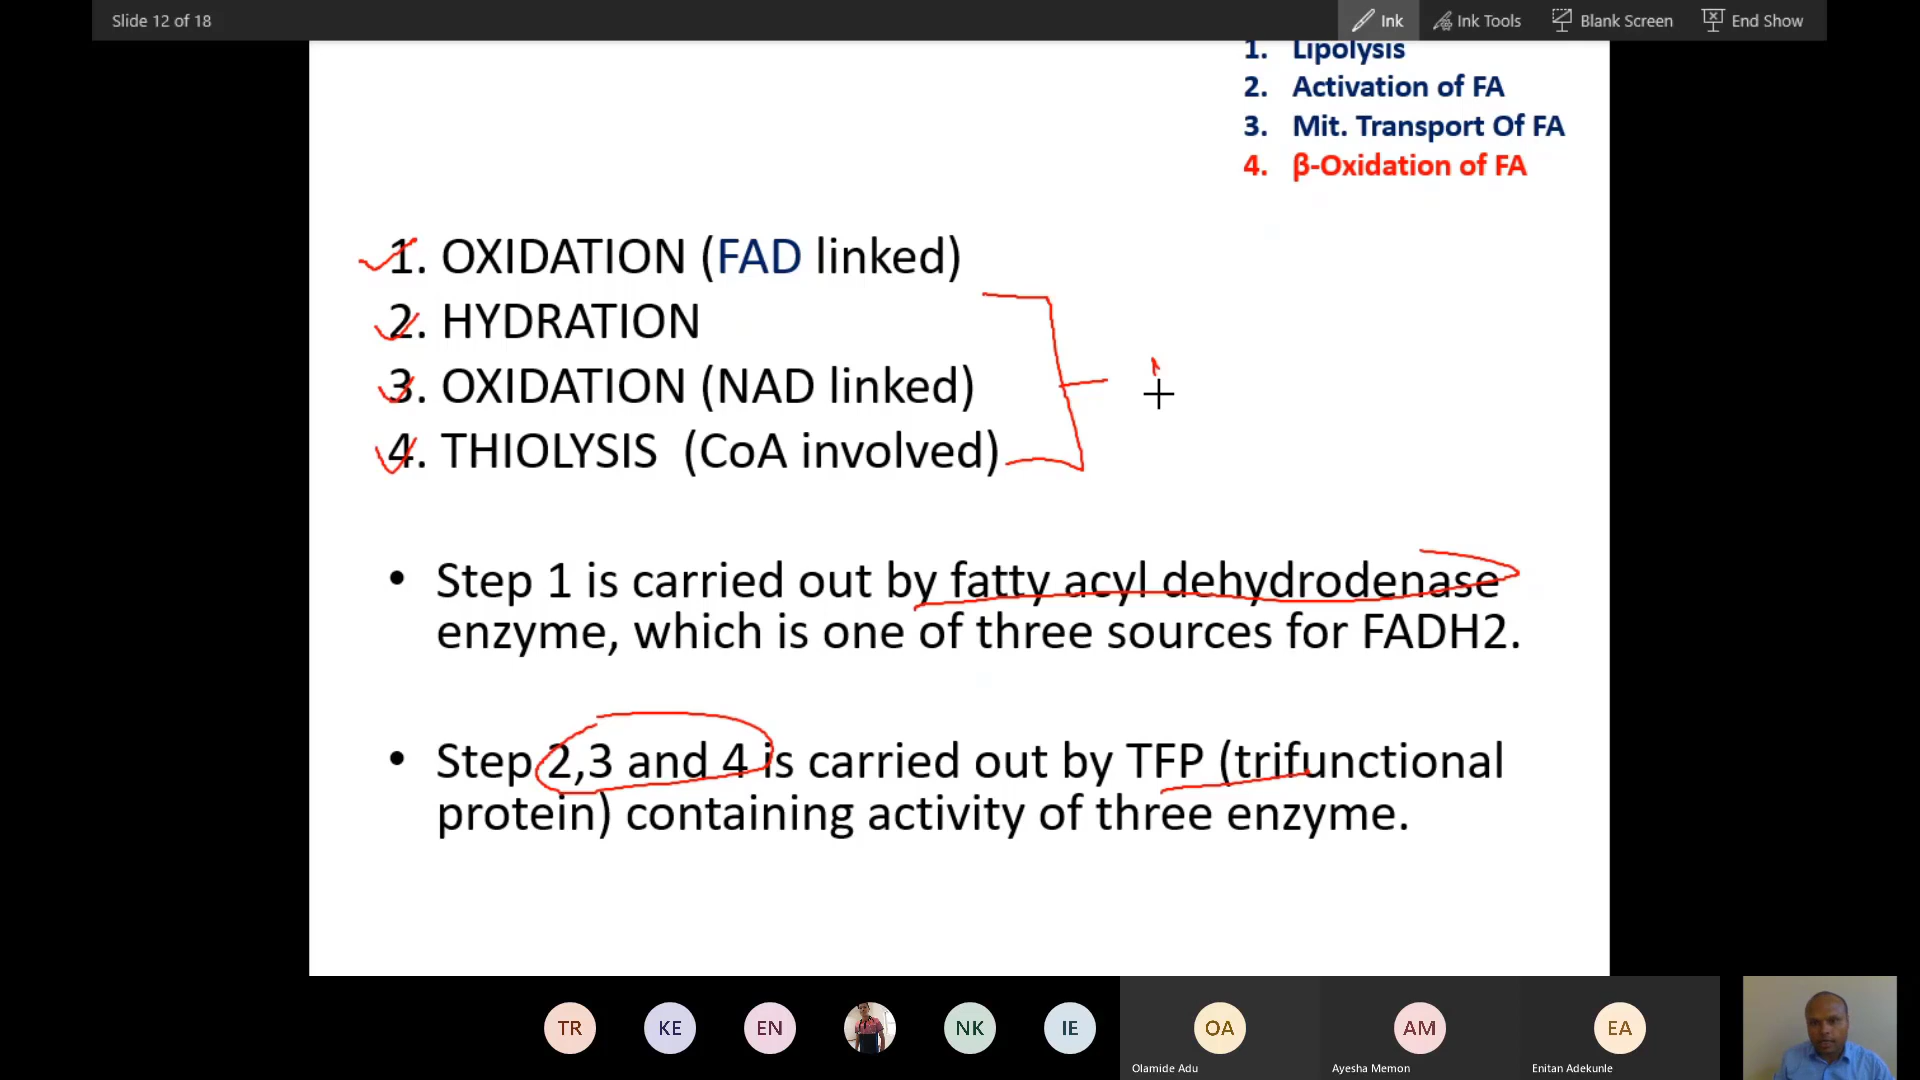 Slide 12 of 18
Ink
Ink Tools
Blank Screen
End Show
1. Lipolysis
2. Activation of FA
3. Mit. Transport Of FA
4. β-Oxidation of FA
1. OXIDATION (FAD linked)
2. HYDRATION
3. OXIDATION (NAD linked)
4. THIOLYSIS (CoA involved)
• Step 1 is carried out by fatty acyl dehydrodenase
enzyme, which is one of three sources for FADH2.
• Step 2,3 and 4 is carried out by TFP (trifunctional
protein) containing activity of three enzyme.
TR
KE
EN
NK
IE
OA
AM
EA
Olamide Adu
Ayesha Memon
Enitan Adekunle